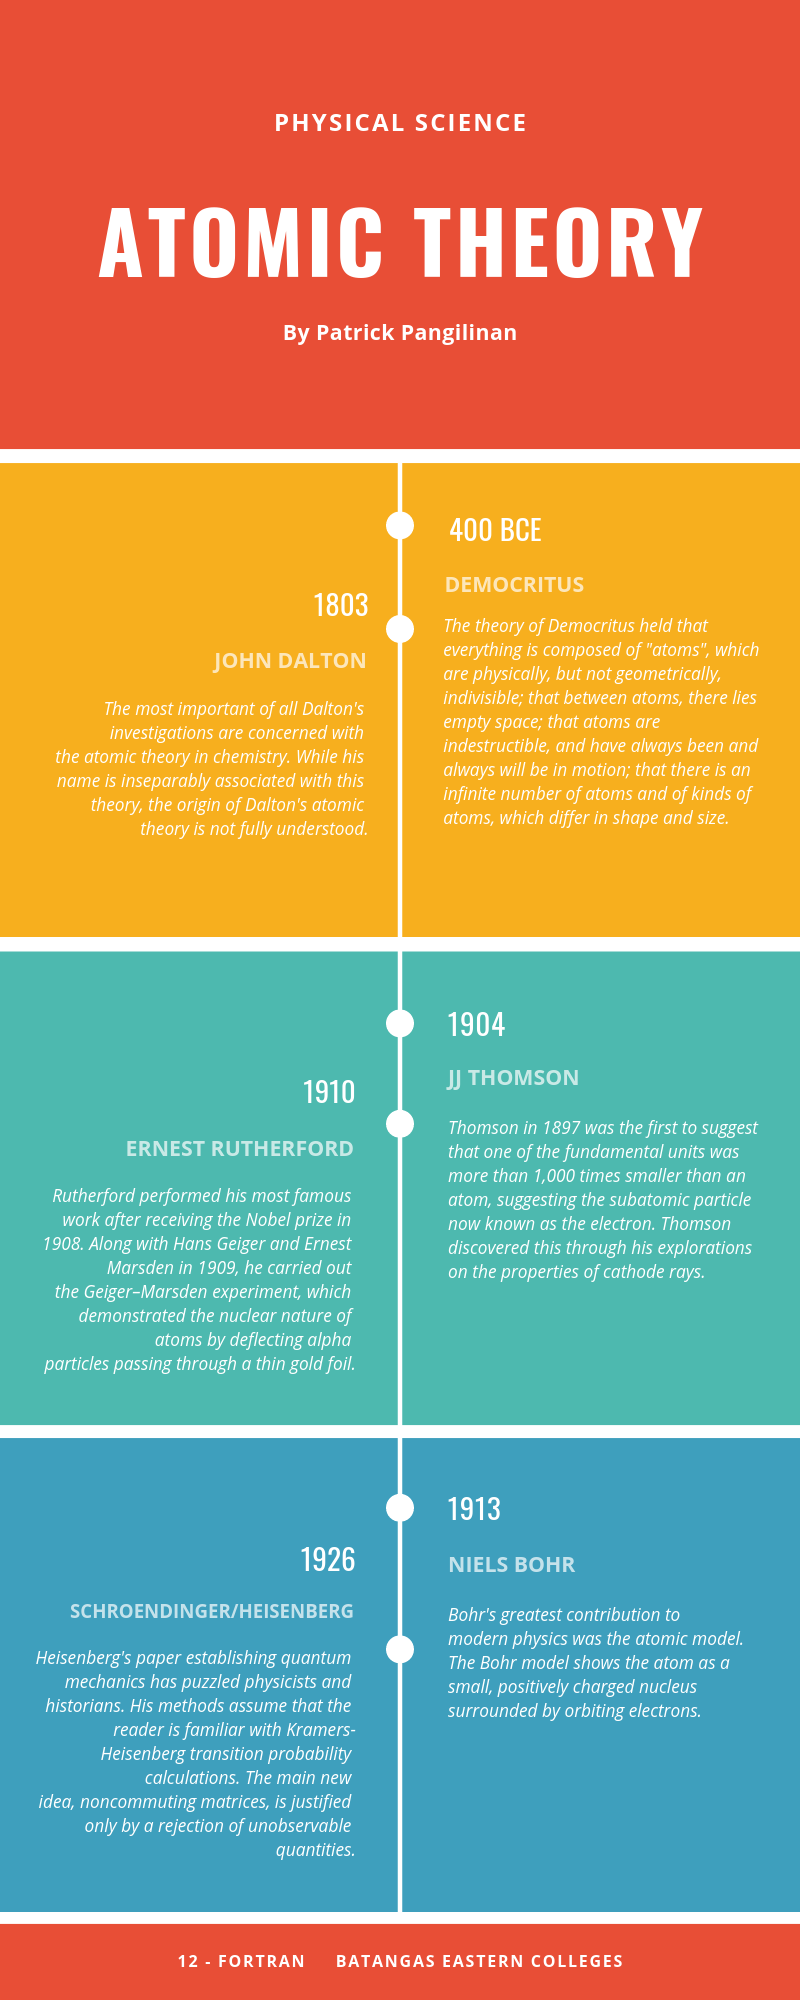 PHYSICAL SCIENCE
ATOMIC THEORY
By Patrick Pangilinan
400 BCE
DEMOCRITUS
The theory of Democritus held that
everything is composed of "atoms", which
are physically, but not geometrically,
indivisible; that between atoms, there lies
empty space; that atoms are
indestructible, and have always been and
always will be in motion; that there is an
infinite number of atoms and of kinds of
atoms, which differ in shape and size.
1803
JOHN DALTON
The most important of all Dalton's
investigations are concerned with
the atomic theory in chemistry. While his
name is inseparably associated with this
theory, the origin of Dalton's atomic
theory is not fully understood.
1904
JJ THOMSON
Thomson in 1897 was the first to suggest
that one of the fundamental units was
more than 1,000 times smaller than an
atom, suggesting the subatomic particle
now known as the electron. Thomson
discovered this through his explorations
on the properties of cathode rays.
1910
ERNEST RUTHERFORD
Rutherford performed his most famous
work after receiving the Nobel prize in
1908. Along with Hans Geiger and Ernest
Marsden in 1909, he carried out
the Geiger–Marsden experiment, which
demonstrated the nuclear nature of
atoms by deflecting alpha
particles passing through a thin gold foil.
1913
NIELS BOHR
Bohr's greatest contribution to
modern physics was the atomic model.
The Bohr model shows the atom as a
small, positively charged nucleus
surrounded by orbiting electrons.
1926
SCHROENDINGER/HEISENBERG
Heisenberg's paper establishing quantum
mechanics has puzzled physicists and
historians. His methods assume that the
reader is familiar with Kramers-
Heisenberg transition probability
calculations. The main new
idea, noncommuting matrices, is justified
only by a rejection of unobservable
quantities.
12 - FORTRAN BATANGAS EASTERN COLLEGES